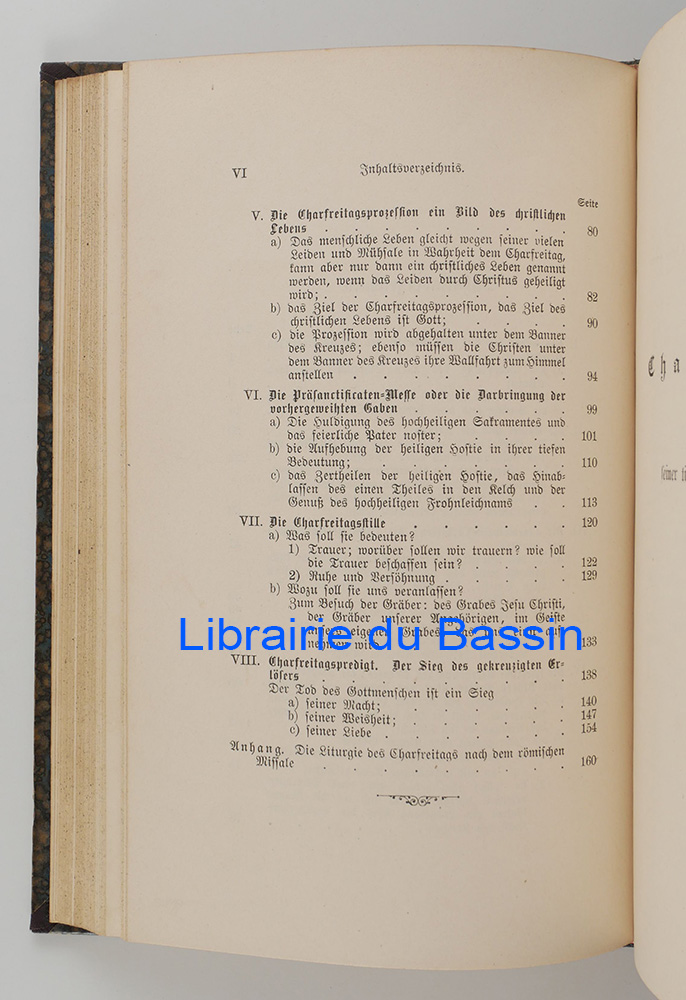 VI Inhaltsverzeichnis.
Seite
V. Die Charfreitagsprozession ein Bild des christlichen
Lebens . . . . . . . . . 80
a) Das menschliche Leben gleicht wegen seiner vielen
Leiden und Mühsale in Wahrheit dem Charfreitag,
kann aber nur dann ein christliches Leben genannt
werden, wenn das Leiden durch Christus geheiligt
wird; . . . . . . . . . 82
b) das Ziel der Charfreitagsprozession, das Ziel des
christlichen Lebens ist Gott; . . . . 90
c) die Prozession wird abgehalten unter dem Banner
des Kreuzes; ebenso müssen die Christen unter
dem Banner des Kreuzes ihre Wallfahrt zum Himmel
anstellen . . . . . . . . 94
VI. Die Präsanctificaten-Messe oder die Darbringung der
vorhergeweihten Gaben . . . . . . 99
a) Die Huldigung des hochheiligen Sakramentes und
das feierliche Pater noster; . . . . 101
b) die Aufhebung der heiligen Hostie in ihrer tiefen
Bedeutung; . . . . . . . 110
c) das Zertheilen der heiligen Hostie, das Hinab-
lassen des einen Theiles in den Kelch und der
Genuß des hochheiligen Frohnleichnams . . 113
VII. Die Charfreitagsstille . . . . . 120
a) Was soll sie bedeuten?
1) Trauer; worüber sollen wir trauern? wie soll
die Trauer beschaffen sein? . . . . 122
2) Ruhe und Versöhnung . . . . . 129
b) Wozu soll sie uns veranlassen?
Zum Besuch der Gräber: des Grabes Jesu Christi,
der Gräber unserer Angehörigen, im Geiste
Librairie du Bassin
133
VIII. Charfreitagspredigt. Der Sieg des gekreuzigten Er-
lösers . . . . . . . . . 138
Der Tod des Gottmenschen ist ein Sieg
a) seiner Macht; . . . . . . 140
b) seiner Weisheit; . . . . . . 147
c) seiner Liebe . . . . . . . 154
Anhang. Die Liturgie des Charfreitags nach dem römischen
Missale . . . . . . . . 160
Cha